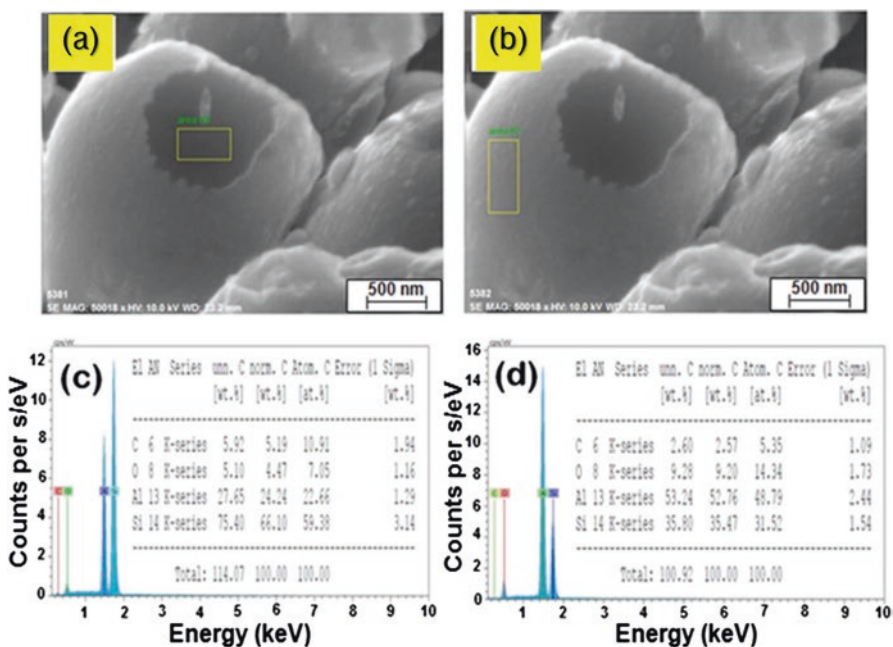 (a)
5381
SE MAG: 50018 x HV: 10.0 kV WD: 23.2 mm
500 nm
(b)
5382
SE MAG: 50018 x HV: 10.0 kV WD: 23.2 mm
500 nm
(c)
Counts per s/eV
12
10
8
6
4
2
0
El AN Series unn. C norm. C Atom. C Error (1 Sigma)
[wt.%] [wt.%] [at.%] [wt.%]
C 6 K-series 5.92 5.19 10.91 1.94
O 8 K-series 5.10 4.47 7.05 1.16
Al 13 K-series 27.65 24.24 22.66 1.29
Si 14 K-series 75.40 66.10 59.38 3.14
Total: 114.07 100.00 100.00
1 2 3 4 5 6 7 8 9 10
Energy (keV)
(d)
Counts per s/eV
16
14
12
10
8
6
4
2
0
El AN Series unn. C norm. C Atom. C Error (1 Sigma)
[wt.%] [wt.%] [at.%] [wt.%]
C 6 K-series 2.60 2.57 5.35 1.09
O 8 K-series 9.28 9.20 14.34 1.73
Al 13 K-series 53.24 52.76 48.79 2.44
Si 14 K-series 35.80 35.47 31.52 1.54
Total: 100.92 100.00 100.00
1 2 3 4 5 6 7 8 9 10
Energy (keV)